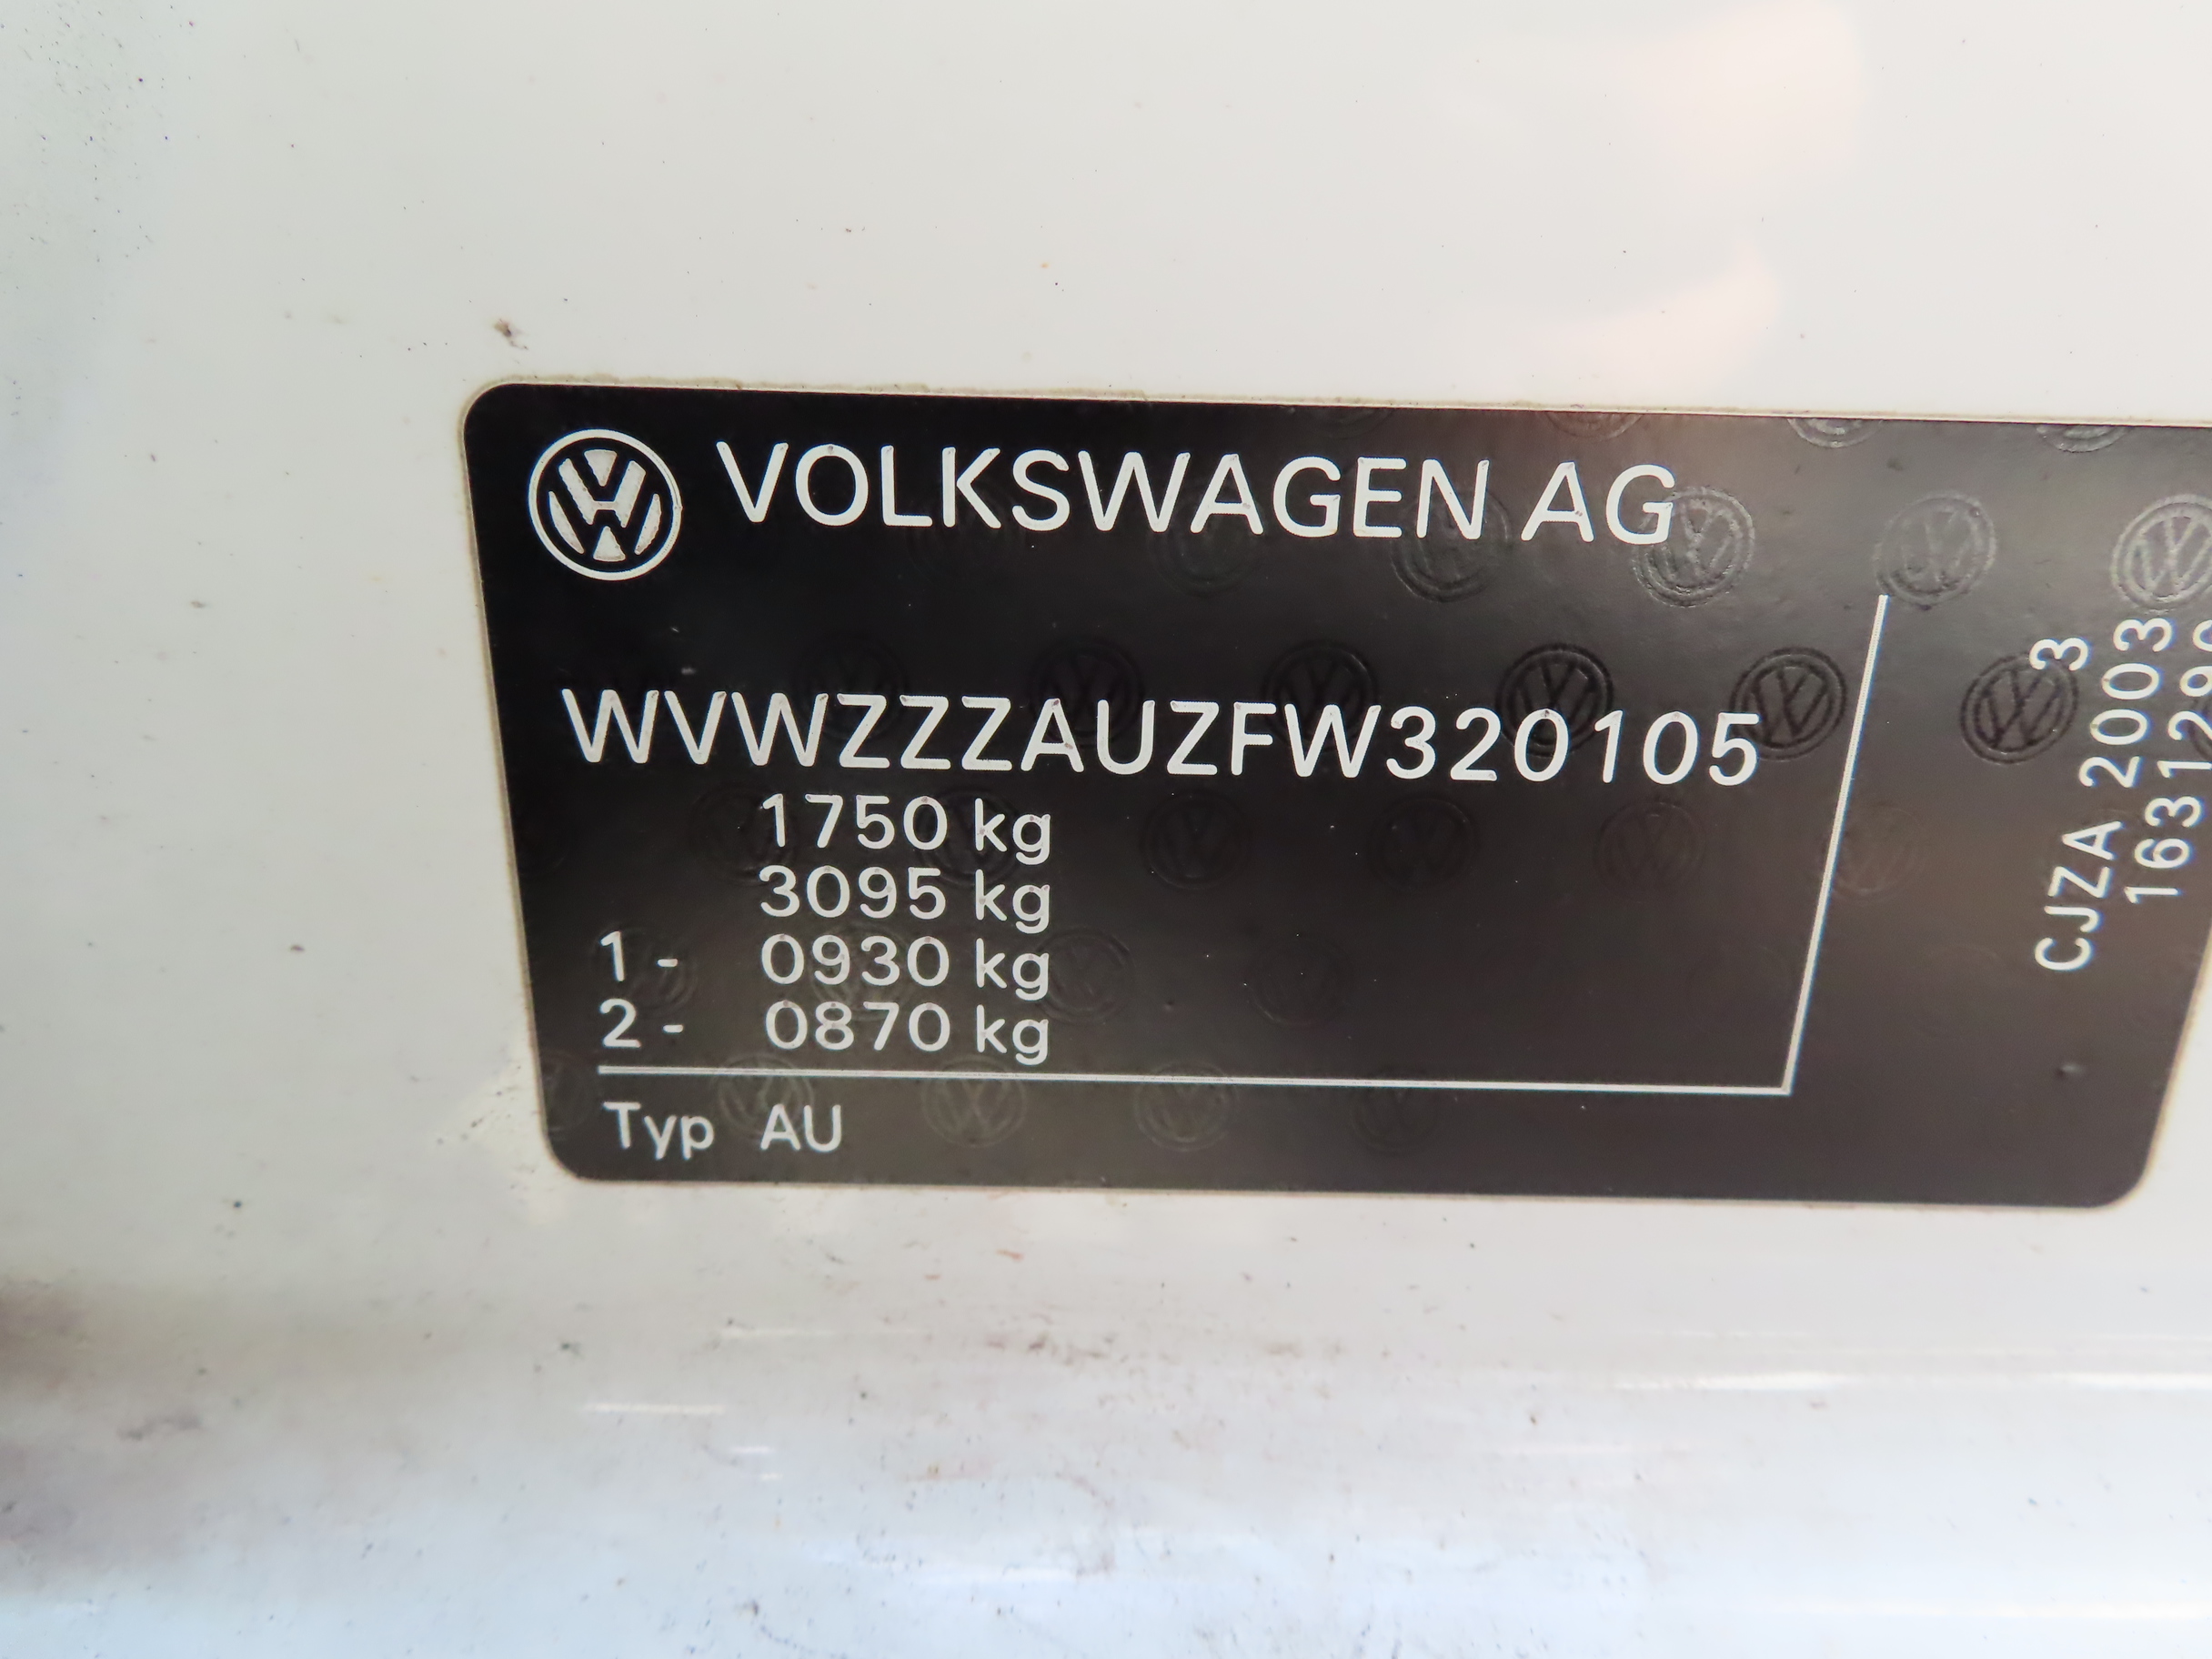 VOLKSWAGEN AG
WVWZZZAUZFW320105
1750 kg
3095 kg
1 - 0930 kg
2 - 0870 kg
Typ AU
3
CJZA 2003